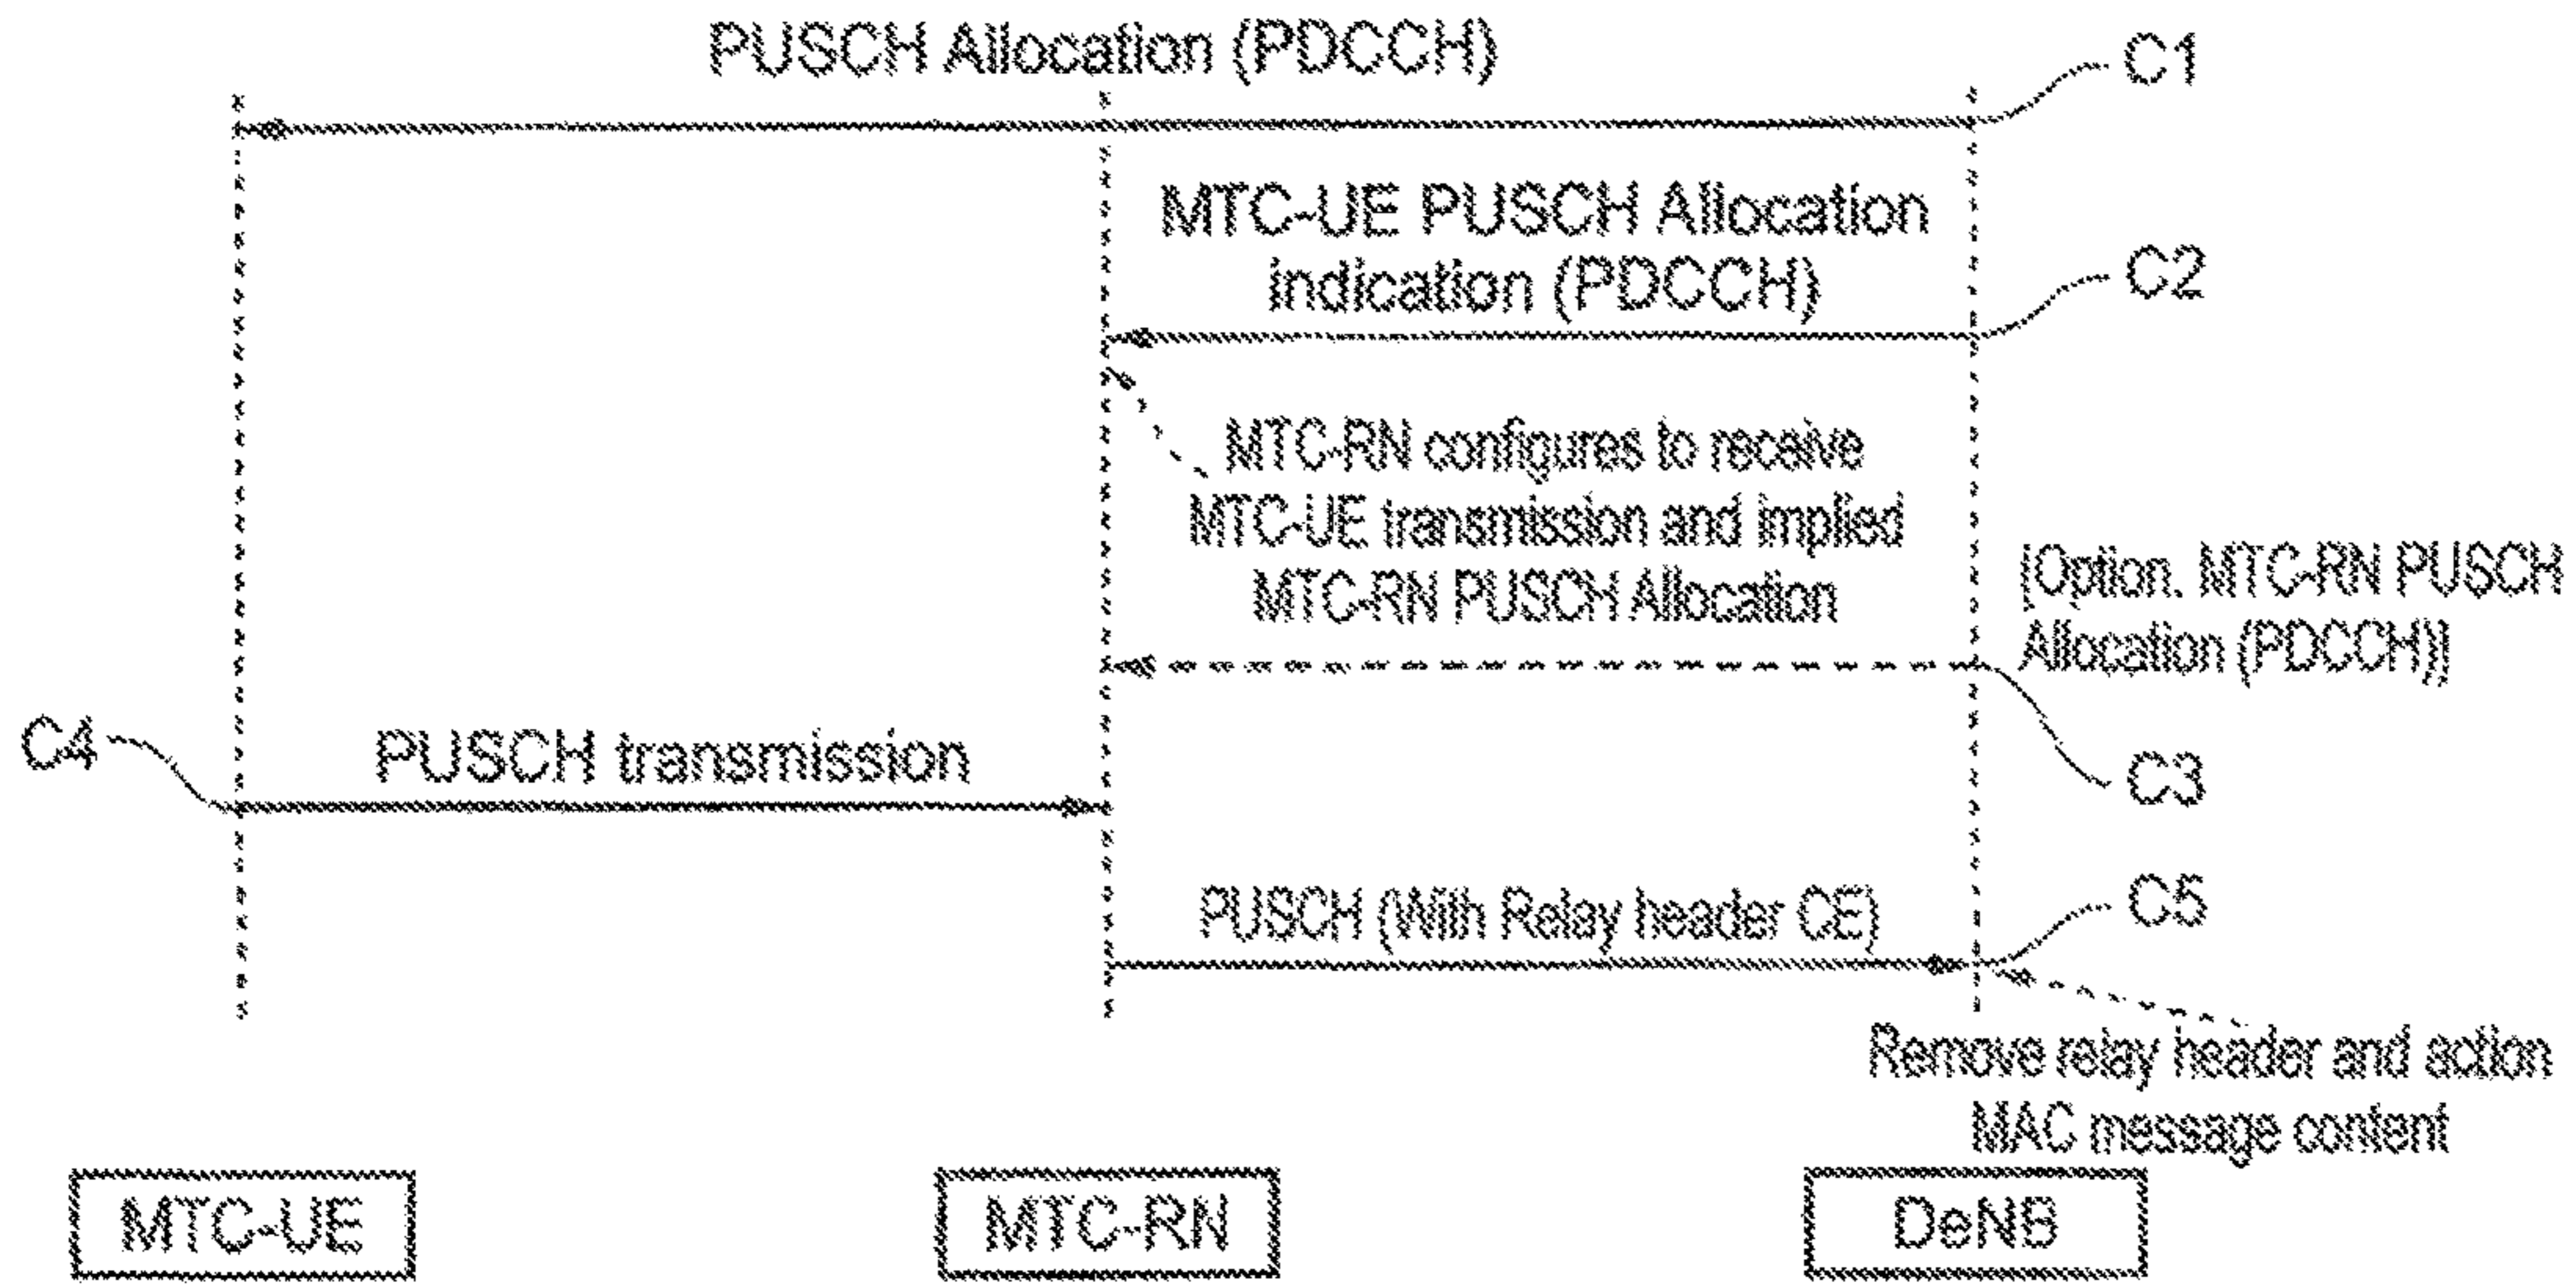 PUSCH Allocation (PDCCH)
C1
MTC-UE PUSCH Allocation
indication (PDCCH)
C2
MTC-RN configures to receive
MTC-UE transmission and implied
MTC-RN PUSCH Allocation
[Option. MTC-RN PUSCH
Allocation (PDCCH)]
C3
C4
PUSCH transmission
PUSCH (With Relay header CE)
C5
Remove relay header and action
MAC message content
MTC-UE
MTC-RN
DeNB